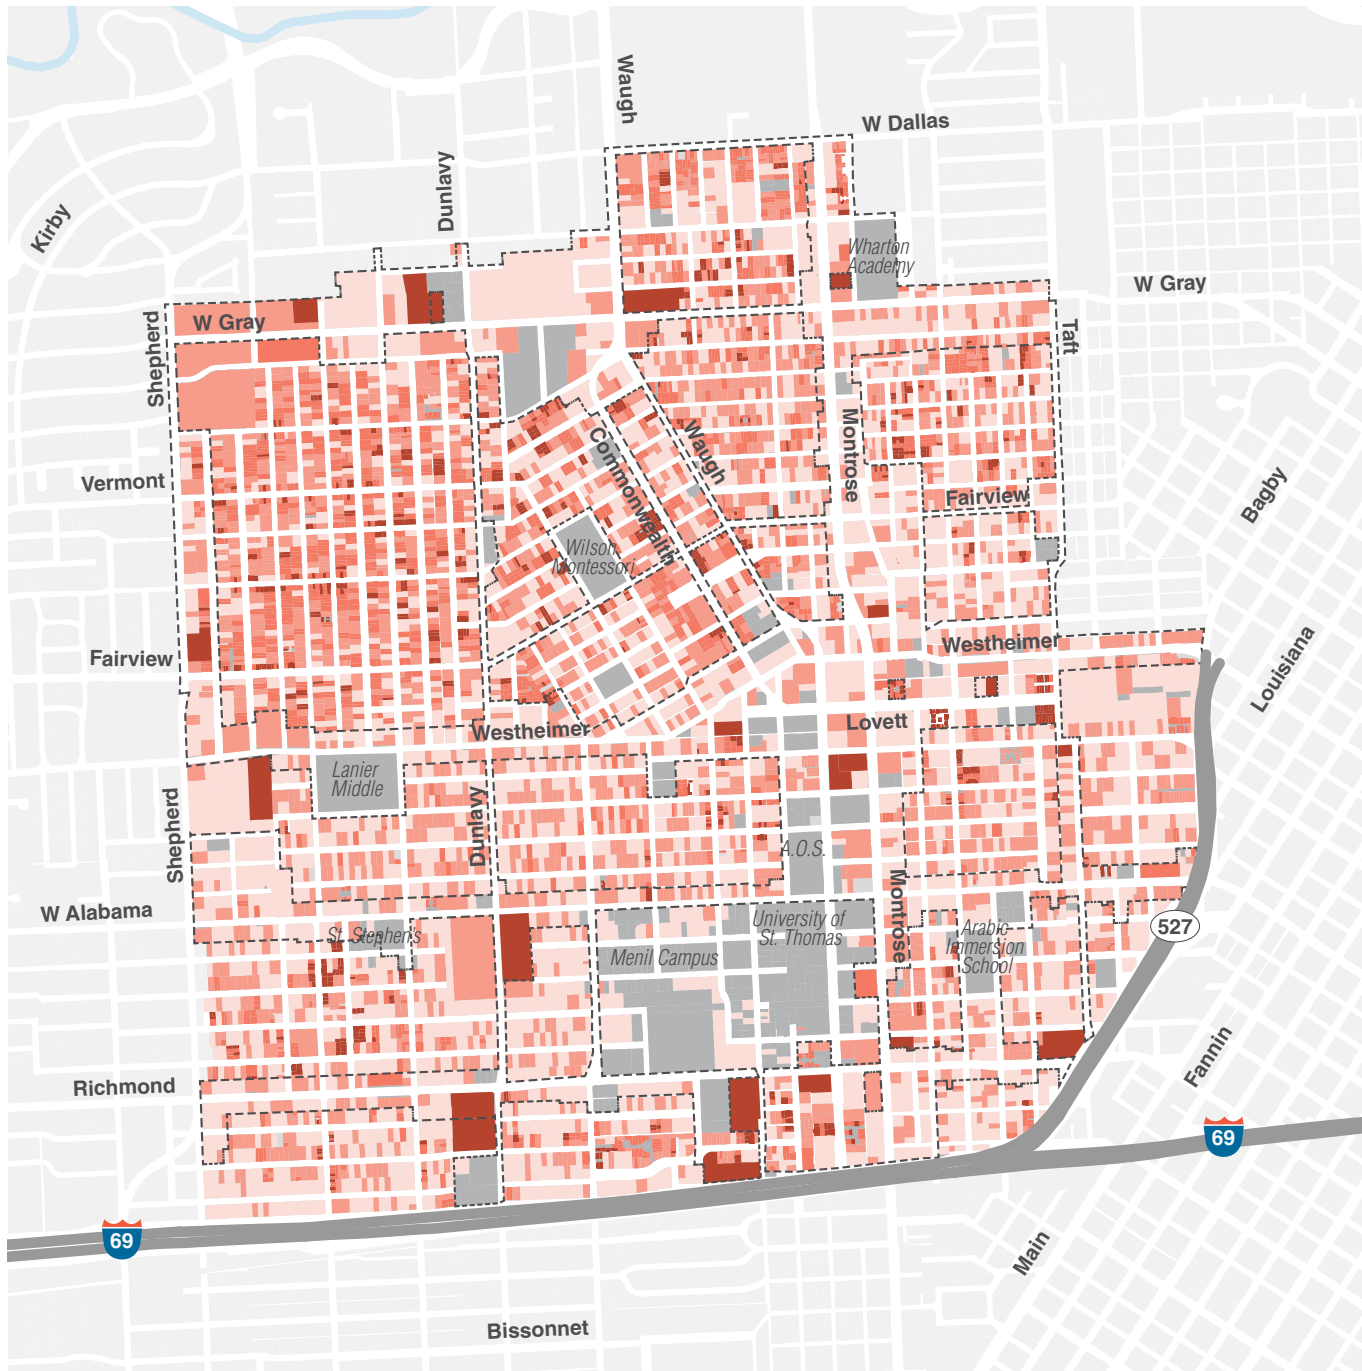 Waugh
W Dallas
Dunlavy
Kirby
Wharton
Academy
W Gray
W Gray
Shepherd
Taft
Montrose
Waugh
Commonwealth
Vermont
Fairview
Bagby
Wilson
Montessori
Westheimer
Fairview
Louisiana
Lovett
Westheimer
Lanier
Middle
Shepherd
Dunlavy
A.O.S.
Montrose
W Alabama
St. Stephen's
University of
St. Thomas
Menil Campus
Arabic
Immersion
School
527
Fannin
Richmond
69
69
Main
Bissonnet